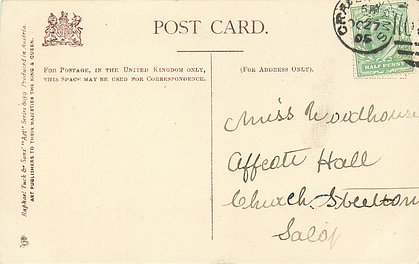 POST CARD.
FOR POSTAGE, IN THE UNITED KINGDOM ONLY,
THIS SPACE MAY BE USED FOR CORRESPONDENCE.
(FOR ADDRESS ONLY.)
HALF PENNY
Miss Woodhouse
Affcott Hall
Church Stretton
Salop
Raphael Tuck & Sons' "Art" Series Produced in Austria.
ART PUBLISHERS TO THEIR MAJESTIES THE KING & QUEEN.